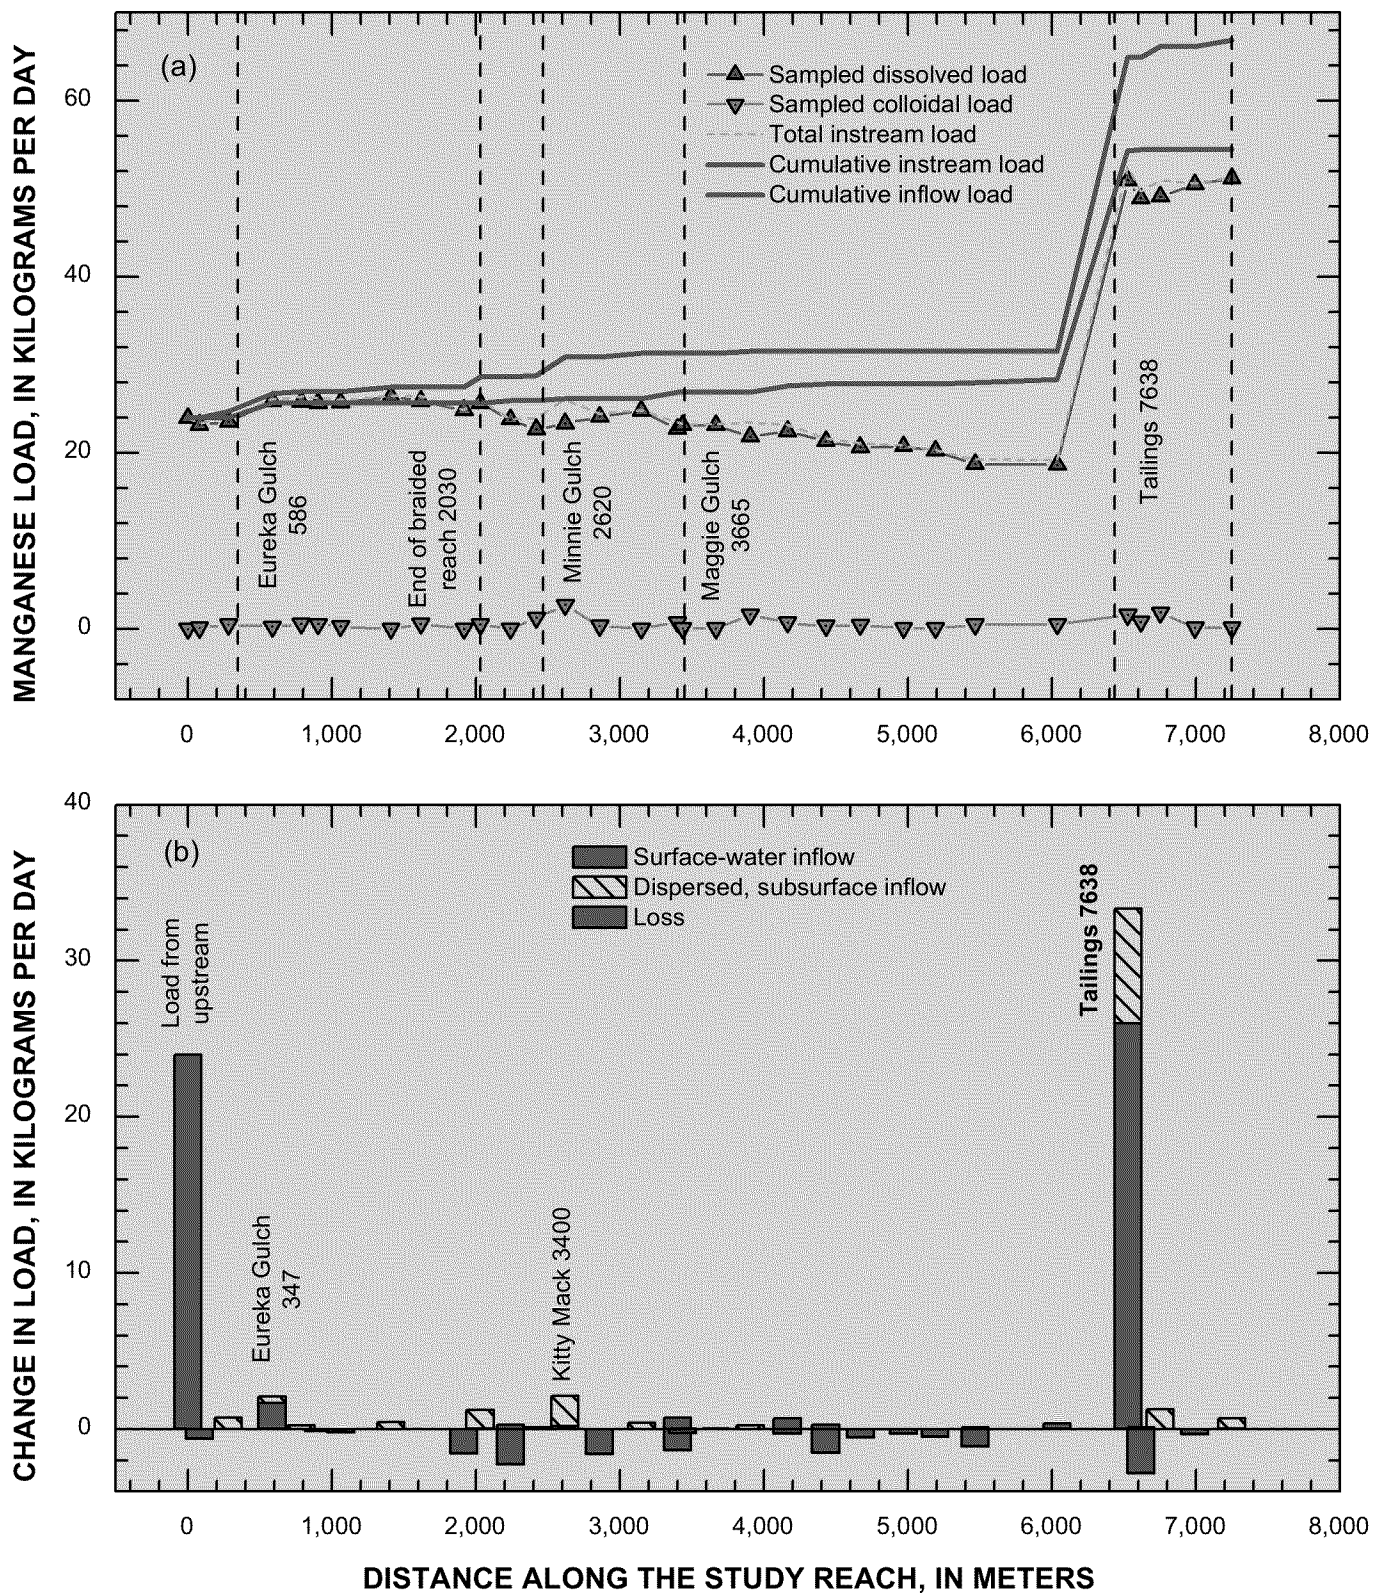 MANGANESE LOAD, IN KILOGRAMS PER DAY
(a)
Sampled dissolved load
Sampled colloidal load
Total instream load
Cumulative instream load
Cumulative inflow load
60
40
20
0
Eureka Gulch
586
End of braided
reach 2030
Minnie Gulch
2620
Maggie Gulch
3665
Tailings 7638
0 1,000 2,000 3,000 4,000 5,000 6,000 7,000 8,000
CHANGE IN LOAD, IN KILOGRAMS PER DAY
(b)
Surface-water inflow
Dispersed, subsurface inflow
Loss
40
30
20
10
0
Load from
upstream
Eureka Gulch
347
Kitty Mack 3400
Tailings 7638
0 1,000 2,000 3,000 4,000 5,000 6,000 7,000 8,000
DISTANCE ALONG THE STUDY REACH, IN METERS